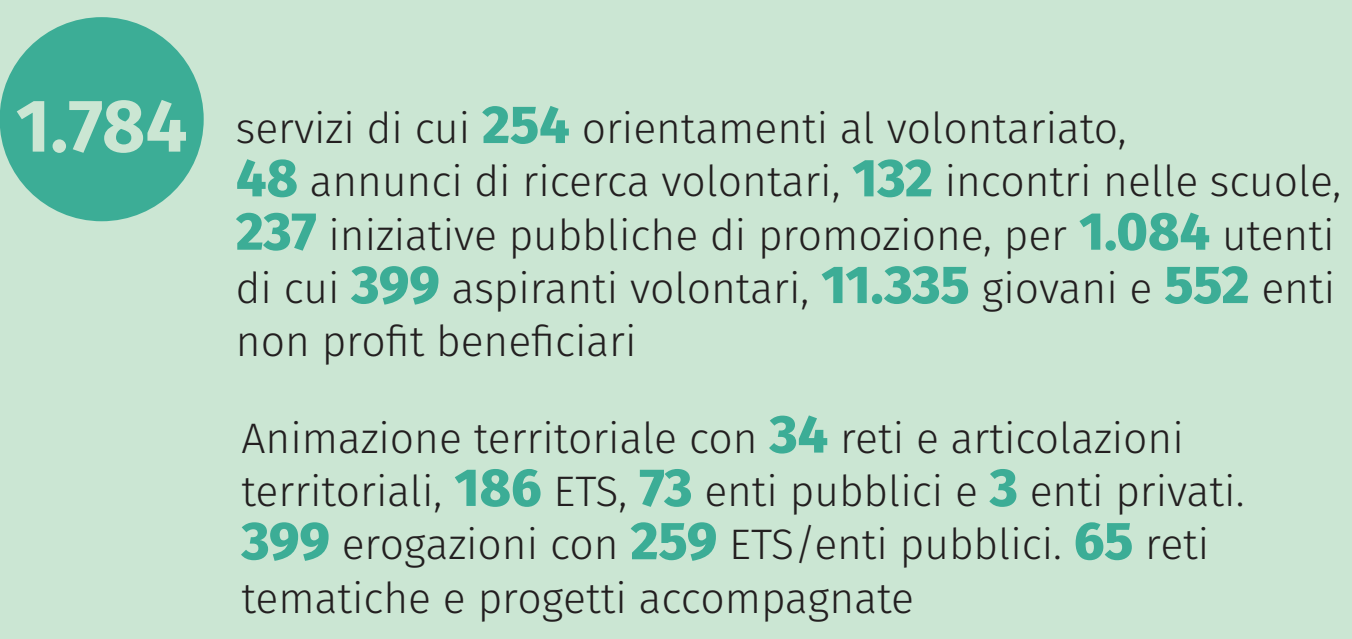 1.784
servizi di cui 254 orientamenti al volontariato,
48 annunci di ricerca volontari, 132 incontri nelle scuole,
237 iniziative pubbliche di promozione, per 1.084 utenti
di cui 399 aspiranti volontari, 11.335 giovani e 552 enti
non profit beneficiari
Animazione territoriale con 34 reti e articolazioni
territoriali, 186 ETS, 73 enti pubblici e 3 enti privati.
399 erogazioni con 259 ETS/enti pubblici. 65 reti
tematiche e progetti accompagnate